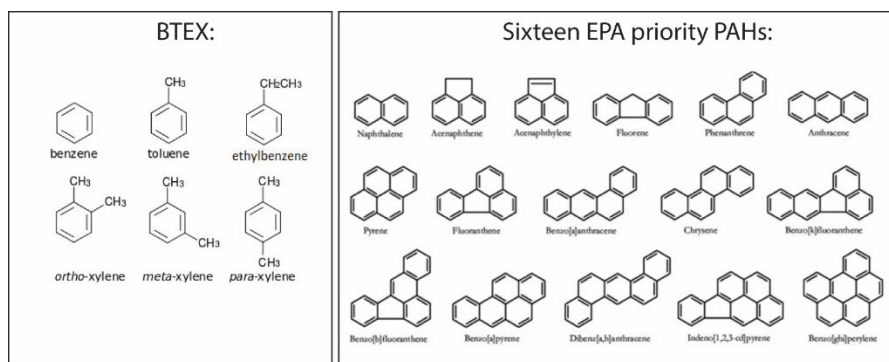 BTEX:
CH3
CH2CH3
benzene
toluene
ethylbenzene
CH3
CH3
CH3
CH3
CH3
CH3
ortho-xylene
meta-xylene
para-xylene
Sixteen EPA priority PAHs:
Naphthalene
Acenaphthene
Acenaphthylene
Fluorene
Phenanthrene
Anthracene
Pyrene
Fluoranthene
Benzo[a]anthracene
Chrysene
Benzo[k]fluoranthene
Benzo[b]fluoranthene
Benzo[a]pyrene
Dibenz[a,h]anthracene
Indeno[1,2,3-cd]pyrene
Benzo[ghi]perylene